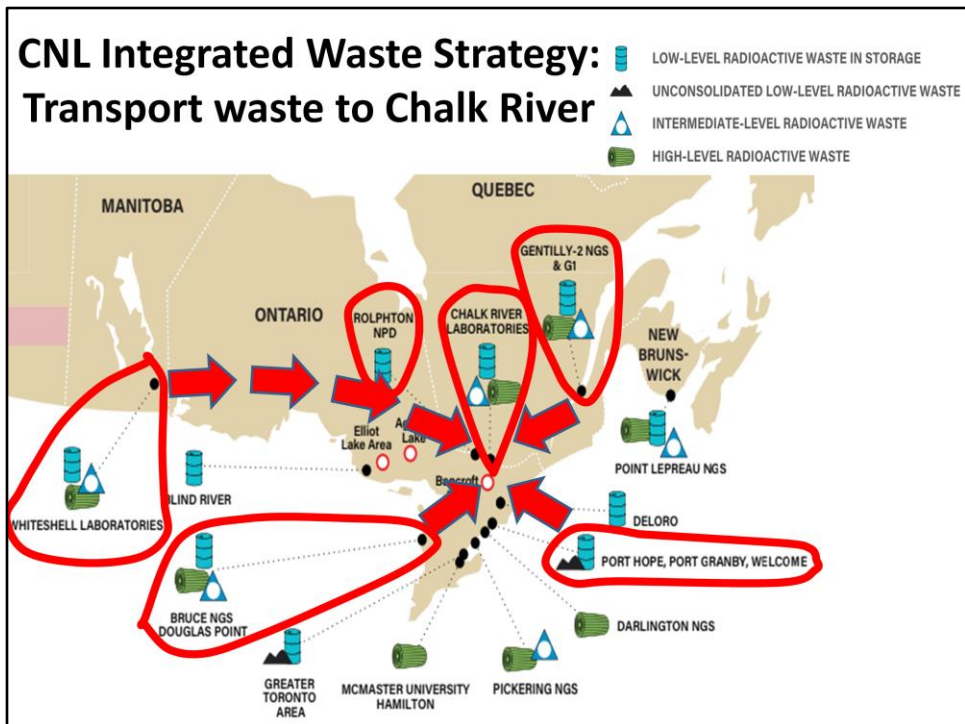 CNL Integrated Waste Strategy:
Transport waste to Chalk River
LOW-LEVEL RADIOACTIVE WASTE IN STORAGE
UNCONSOLIDATED LOW-LEVEL RADIOACTIVE WASTE
INTERMEDIATE-LEVEL RADIOACTIVE WASTE
HIGH-LEVEL RADIOACTIVE WASTE
MANITOBA
QUEBEC
ONTARIO
ROLPHTON
NPD
CHALK RIVER
LABORATORIES
GENTILLY-2 NGS
& G1
NEW
BRUNS-
WICK
Elliot
Lake Area
Lake
Bancroft
POINT LEPREAU NGS
WHITESHELL LABORATORIES
BLIND RIVER
DELORO
PORT HOPE, PORT GRANBY, WELCOME
BRUCE NGS
DOUGLAS POINT
DARLINGTON NGS
GREATER
TORONTO
AREA
MCMASTER UNIVERSITY
HAMILTON
PICKERING NGS